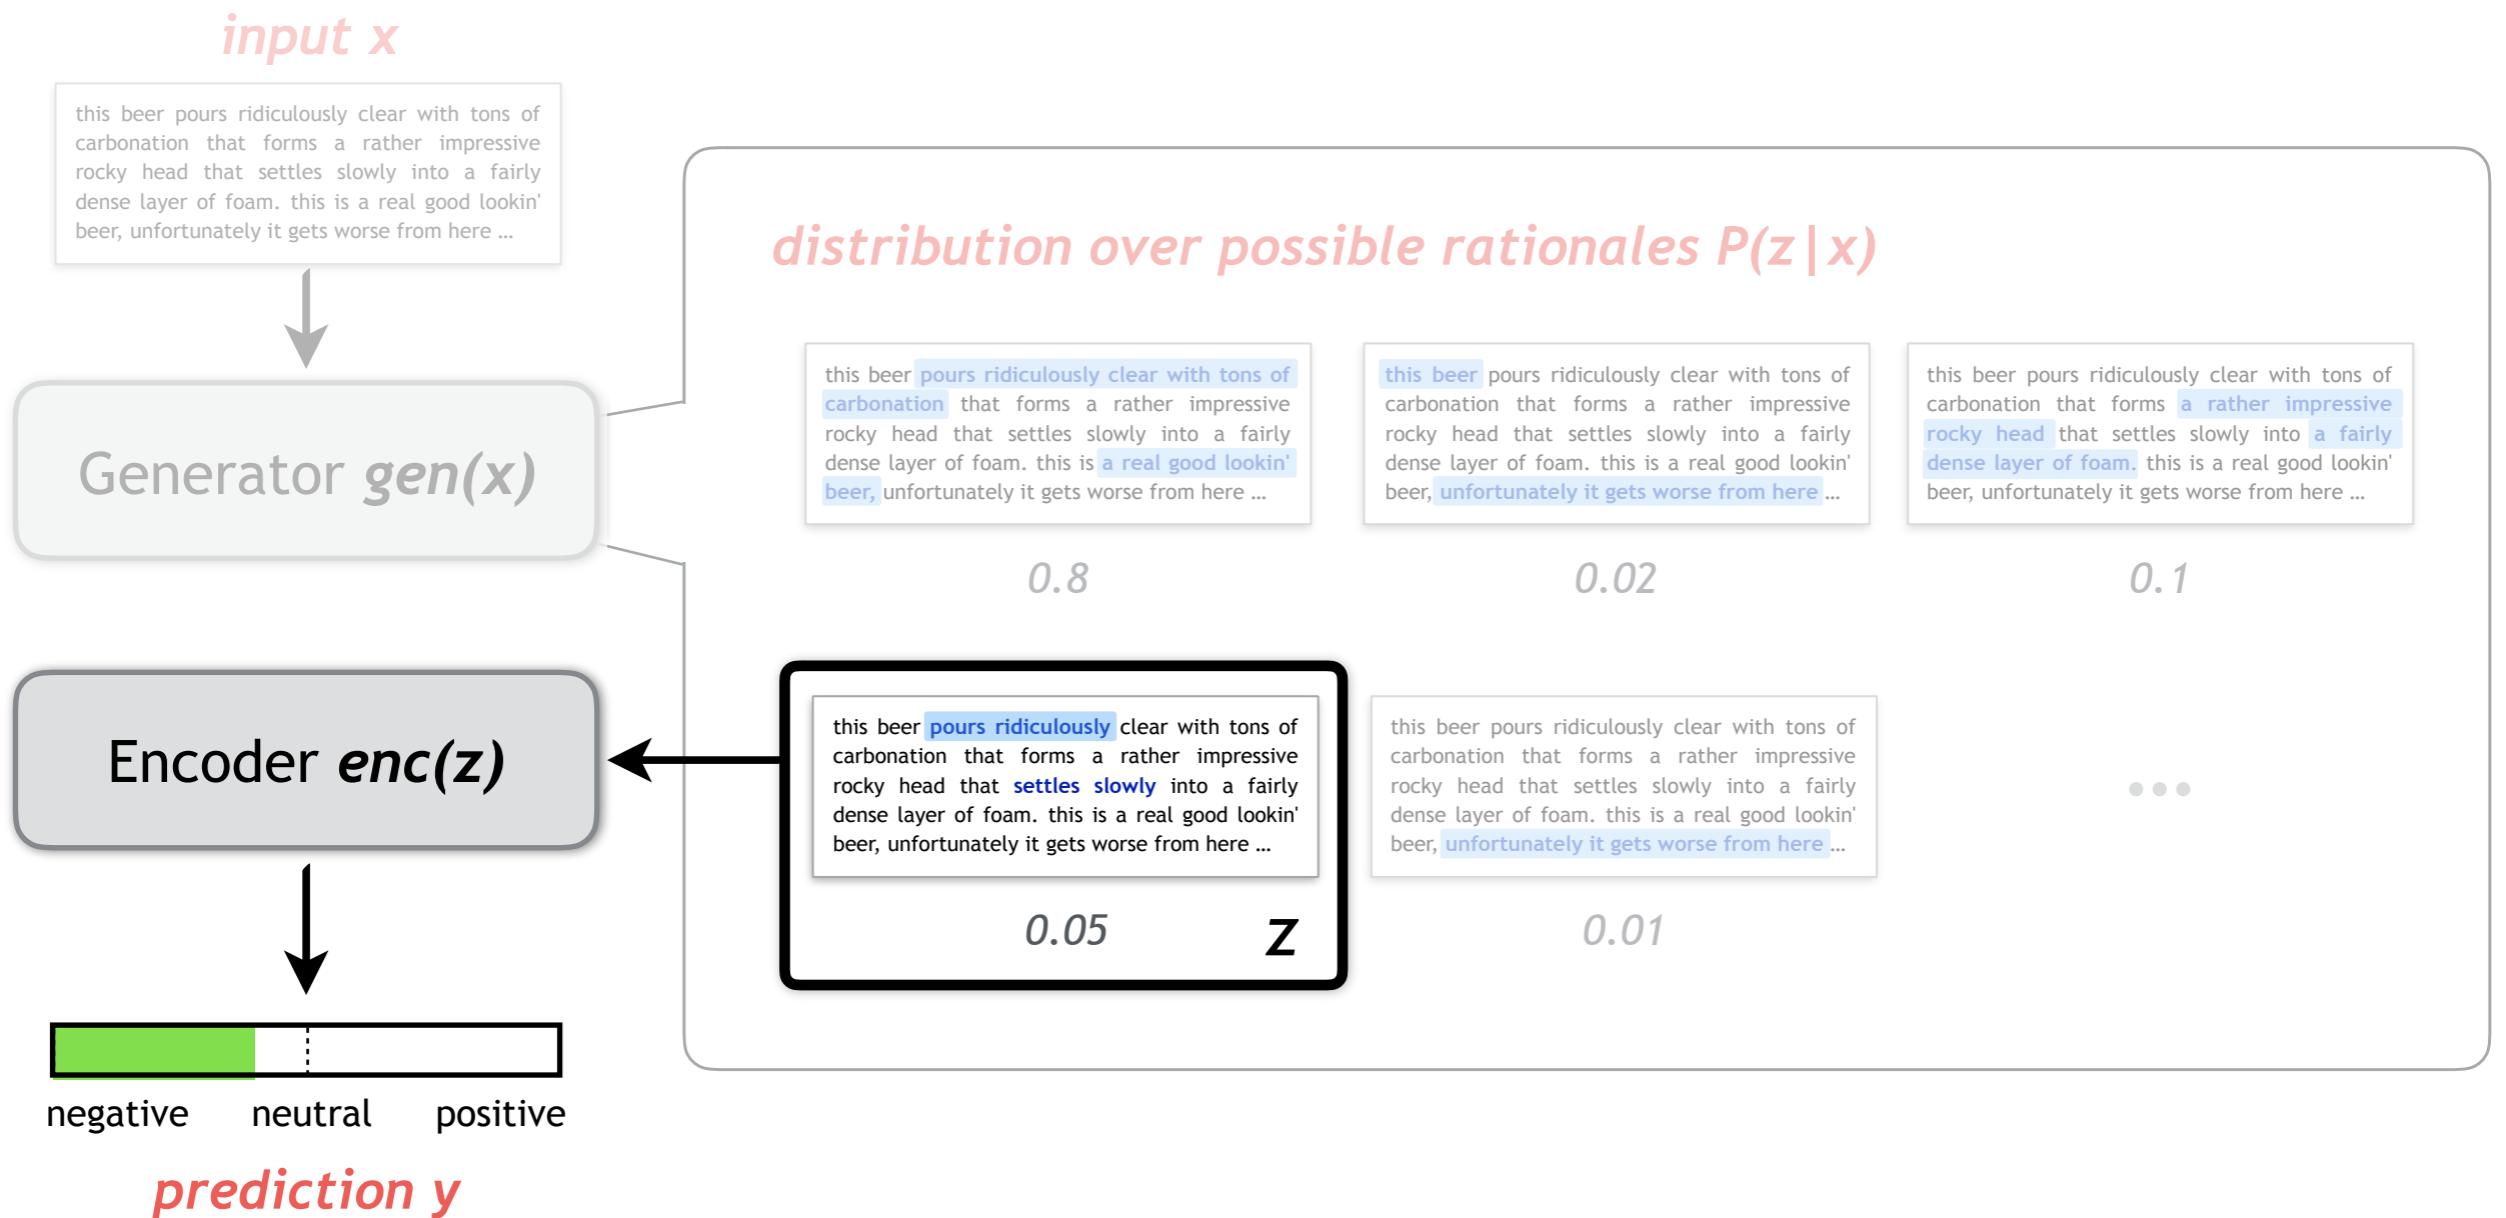 input x
this beer pours ridiculously clear with tons of
carbonation that forms a rather impressive
rocky head that settles slowly into a fairly
dense layer of foam. this is a real good lookin'
beer, unfortunately it gets worse from here ...
Generator gen(x)
distribution over possible rationales P(z|x)
this beer pours ridiculously clear with tons of
carbonation that forms a rather impressive
rocky head that settles slowly into a fairly
dense layer of foam. this is a real good lookin'
beer, unfortunately it gets worse from here ...
0.8
this beer pours ridiculously clear with tons of
carbonation that forms a rather impressive
rocky head that settles slowly into a fairly
dense layer of foam. this is a real good lookin'
beer, unfortunately it gets worse from here ...
0.02
this beer pours ridiculously clear with tons of
carbonation that forms a rather impressive
rocky head that settles slowly into a fairly
dense layer of foam. this is a real good lookin'
beer, unfortunately it gets worse from here ...
0.1
this beer pours ridiculously clear with tons of
carbonation that forms a rather impressive
rocky head that settles slowly into a fairly
dense layer of foam. this is a real good lookin'
beer, unfortunately it gets worse from here ...
0.05
z
this beer pours ridiculously clear with tons of
carbonation that forms a rather impressive
rocky head that settles slowly into a fairly
dense layer of foam. this is a real good lookin'
beer, unfortunately it gets worse from here ...
0.01
...
Encoder enc(z)
negative neutral positive
prediction y